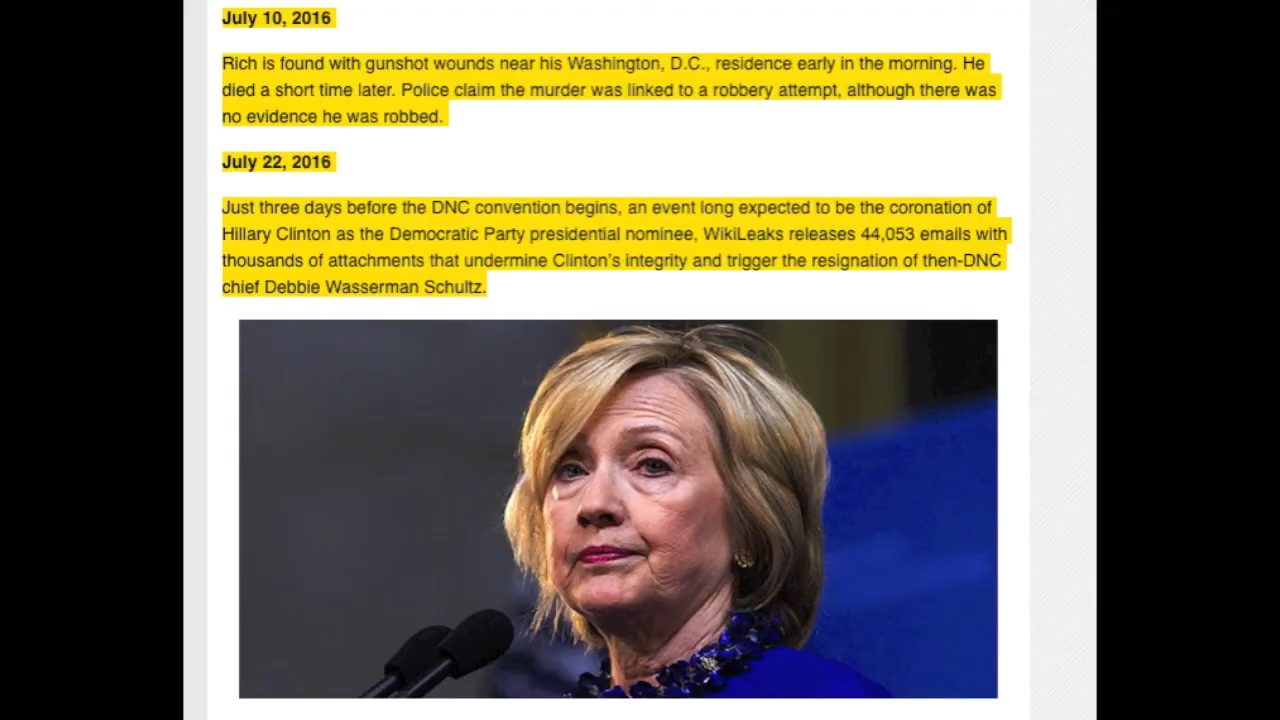 July 10, 2016
Rich is found with gunshot wounds near his Washington, D.C., residence early in the morning. He
died a short time later. Police claim the murder was linked to a robbery attempt, although there was
no evidence he was robbed.
July 22, 2016
Just three days before the DNC convention begins, an event long expected to be the coronation of
Hillary Clinton as the Democratic Party presidential nominee, WikiLeaks releases 44,053 emails with
thousands of attachments that undermine Clinton’s integrity and trigger the resignation of then-DNC
chief Debbie Wasserman Schultz.